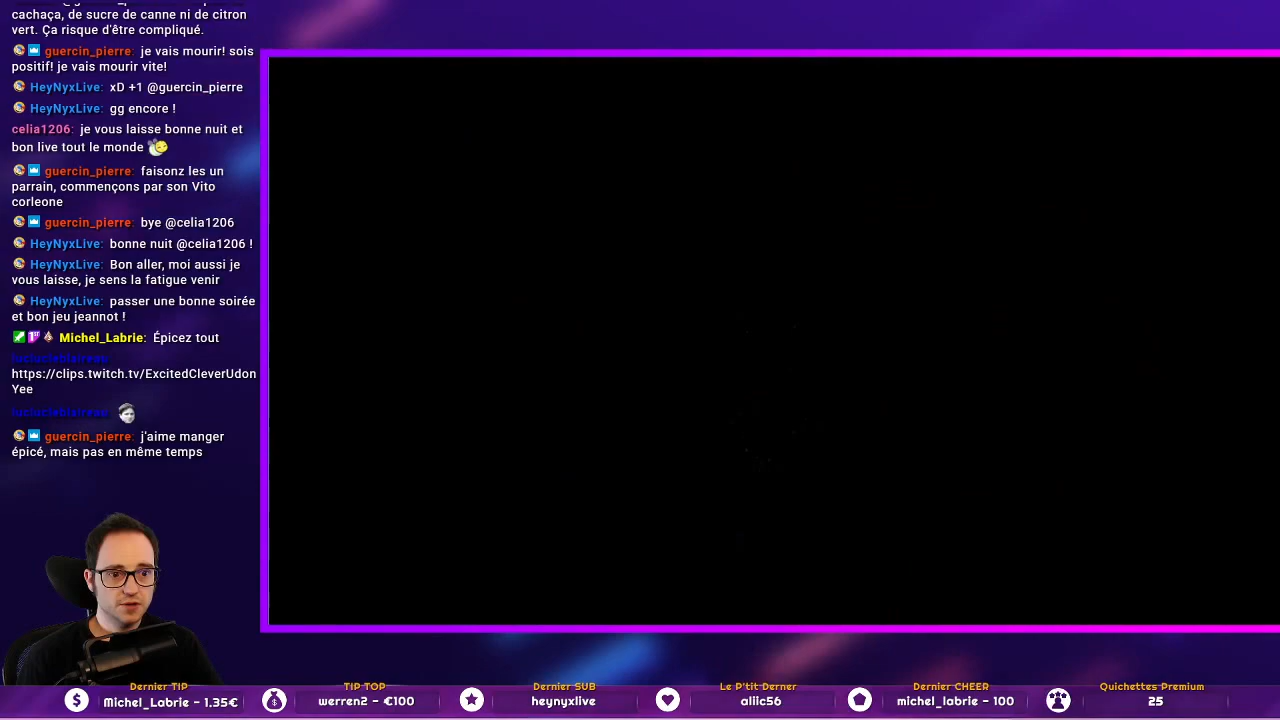 cachaça, de sucre de canne ni de citron
vert. Ça risque d'être compliqué.
guercin_pierre: je vais mourir! sois
positif! je vais mourir vite!
HeyNyxLive: xD +1 @guercin_pierre
HeyNyxLive: gg encore !
celia1206: je vous laisse bonne nuit et
bon live tout le monde
guercin_pierre: faisonz les un
parrain, commençons par son Vito
corleone
guercin_pierre: bye @celia1206
HeyNyxLive: bonne nuit @celia1206 !
HeyNyxLive: Bon aller, moi aussi je
vous laisse, je sens la fatigue venir
HeyNyxLive: passer une bonne soirée
et bon jeu jeannot !
Michel_Labrie: Épicez tout
https://clips.twitch.tv/ExcitedCleverUdon
Yee
guercin_pierre: j'aime manger
épicé, mais pas en même temps
Dernier TIP
Michel_Labrie - 1.35€
TIP TOP
werren2 - €100
Dernier SUB
heynyxlive
Le P'tit Derner
allic56
Dernier CHEER
michel_labrie - 100
Quichettes Premium
25